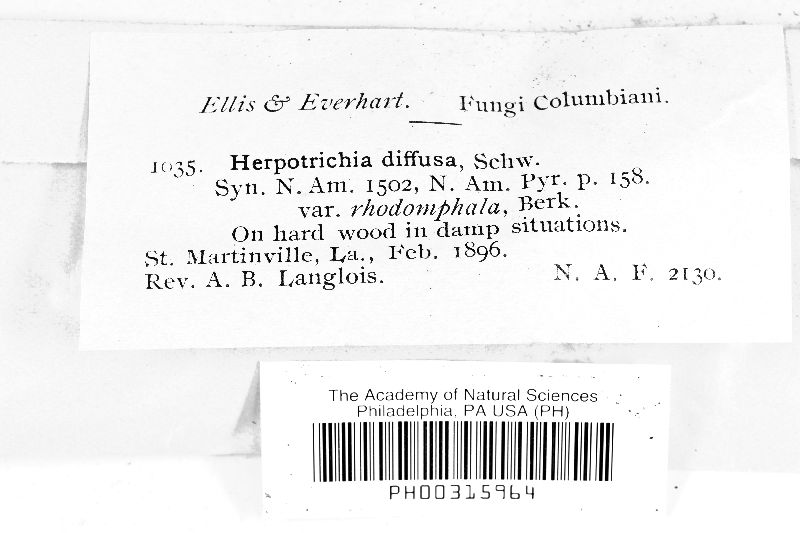 Ellis & Everhart. Fungi Columbiani.
1035. Herpotrichia diffusa, Schw.
Syn. N. Am. 1502, N. Am. Pyr. p. 158.
var. rhodomphala, Berk.
On hard wood in damp situations.
St. Martinville, La., Feb. 1896.
Rev. A. B. Langlois. N. A. F. 2130.
The Academy of Natural Sciences
Philadelphia, PA USA (PH)
PH00315964